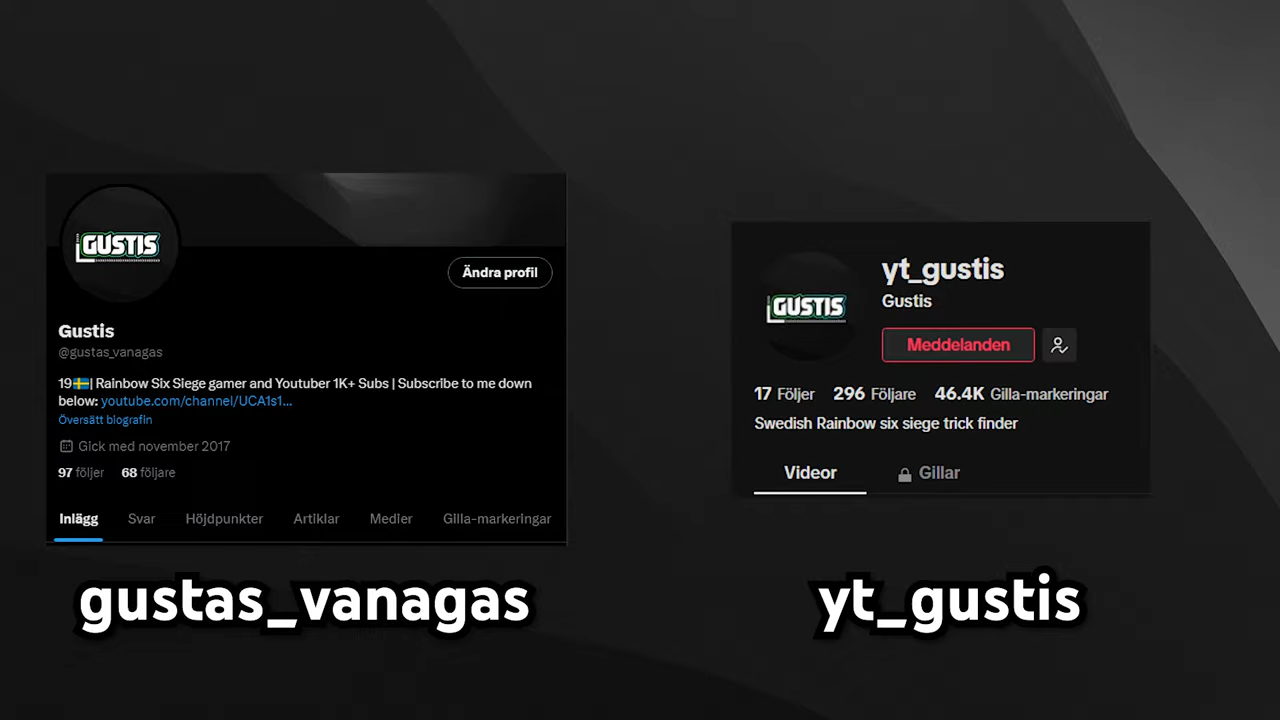 GUSTIS
Ändra profil
Gustis
@gustas_vanagas
19🇸🇪| Rainbow Six Siege gamer and Youtuber 1K+ Subs | Subscribe to me down
below: youtube.com/channel/UCA1s1...
Översätt biografin
Gick med november 2017
97 följer 68 följare
Inlägg Svar Höjdpunkter Artiklar Medier Gilla-markeringar
gustas_vanagas
GUSTIS
yt_gustis
Gustis
Meddelanden
17 Följer 296 Följare 46.4K Gilla-markeringar
Swedish Rainbow six siege trick finder
Videor Gillar
yt_gustis